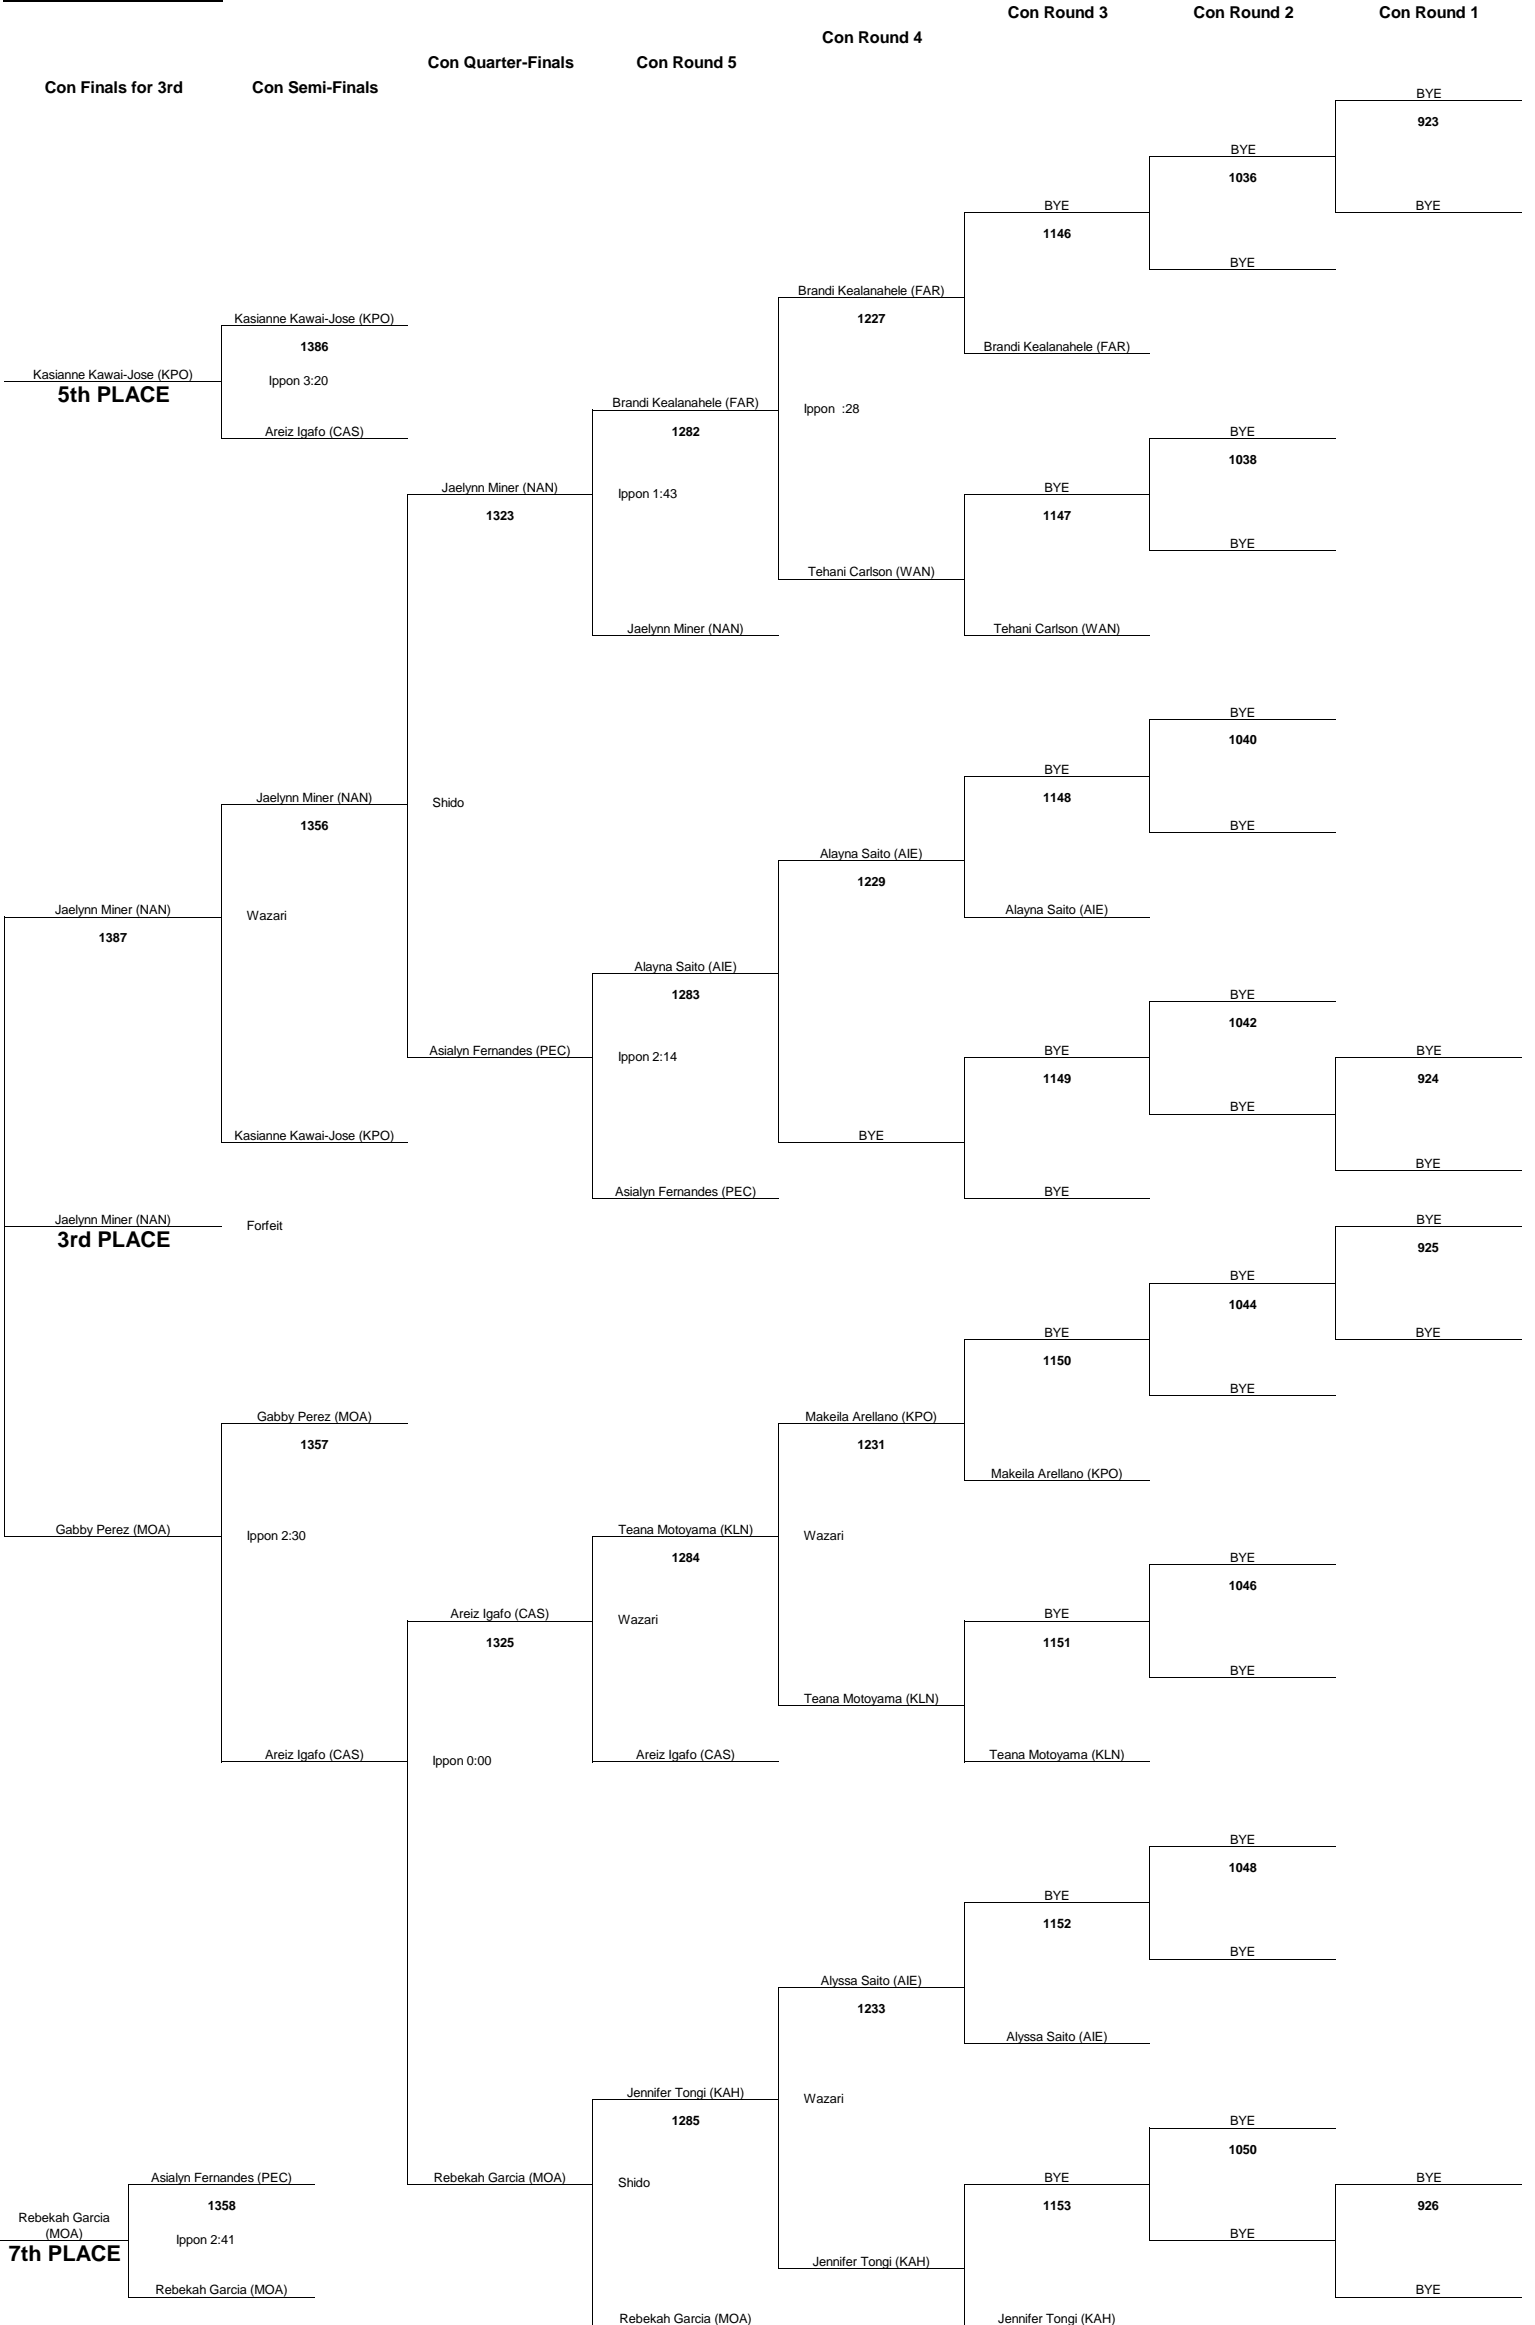 Con Round 3
Con Round 2
Con Round 1
Con Round 4
Con Quarter-Finals
Con Round 5
Con Finals for 3rd
Con Semi-Finals
BYE
923
BYE
1036
BYE
BYE
1146
BYE
Brandi Kealanahele (FAR)
Kasianne Kawai-Jose (KPO)
1227
1386
Brandi Kealanahele (FAR)
Kasianne Kawai-Jose (KPO)
5th PLACE
Ippon 3:20
Brandi Kealanahele (FAR)
Ippon :28
Areiz Igafo (CAS)
1282
BYE
1038
Jaelynn Miner (NAN)
Ippon 1:43
BYE
1323
1147
BYE
Tehani Carlson (WAN)
Jaelynn Miner (NAN)
Tehani Carlson (WAN)
BYE
1040
BYE
Jaelynn Miner (NAN)
Shido
1148
1356
BYE
Alayna Saito (AIE)
1229
Jaelynn Miner (NAN)
Wazari
Alayna Saito (AIE)
1387
Alayna Saito (AIE)
1283
BYE
1042
Asialyn Fernandes (PEC)
Ippon 2:14
BYE
BYE
1149
924
BYE
Kasianne Kawai-Jose (KPO)
BYE
BYE
Asialyn Fernandes (PEC)
BYE
Jaelynn Miner (NAN)
3rd PLACE
Forfeit
BYE
925
BYE
1044
BYE
BYE
1150
BYE
Gabby Perez (MOA)
Makeila Arellano (KPO)
1357
1231
Makeila Arellano (KPO)
Gabby Perez (MOA)
Ippon 2:30
Teana Motoyama (KLN)
Wazari
1284
BYE
1046
Areiz Igafo (CAS)
Wazari
BYE
1325
1151
BYE
Teana Motoyama (KLN)
Areiz Igafo (CAS)
Ippon 0:00
Areiz Igafo (CAS)
Teana Motoyama (KLN)
BYE
1048
BYE
1152
BYE
Alyssa Saito (AIE)
1233
Alyssa Saito (AIE)
Jennifer Tongi (KAH)
Wazari
1285
BYE
1050
Asialyn Fernandes (PEC)
Rebekah Garcia (MOA)
Shido
BYE
BYE
1358
1153
926
Rebekah Garcia
(MOA)
7th PLACE
Ippon 2:41
BYE
Jennifer Tongi (KAH)
Rebekah Garcia (MOA)
BYE
Rebekah Garcia (MOA)
Jennifer Tongi (KAH)